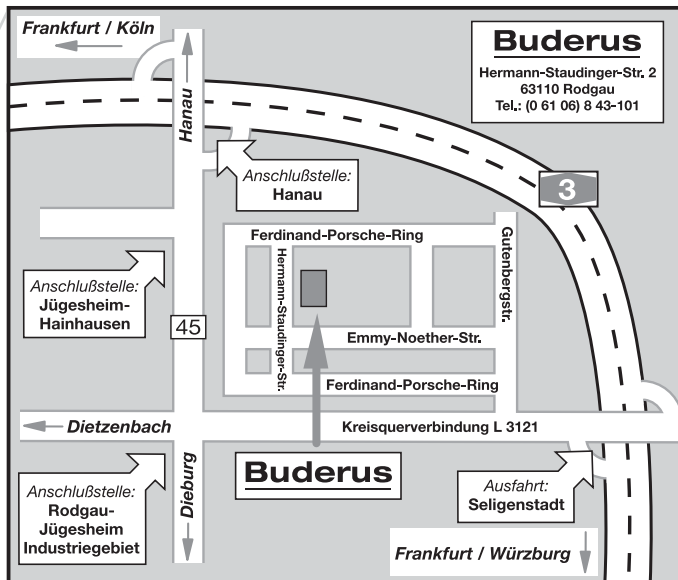 Frankfurt / Köln
Buderus
Hermann-Staudinger-Str. 2
63110 Rodgau
Tel.: (0 61 06) 8 43-101
Hanau
Anschlußstelle:
Hanau
3
Ferdinand-Porsche-Ring
Gutenbergstr.
Hermann-Staudinger-Str.
Anschlußstelle:
Jügesheim-
Hainhausen
45
Emmy-Noether-Str.
Ferdinand-Porsche-Ring
Dietzenbach
Kreisquerverbindung L 3121
Buderus
Dieburg
Anschlußstelle:
Rodgau-
Jügesheim
Industriegebiet
Ausfahrt:
Seligenstadt
Frankfurt / Würzburg